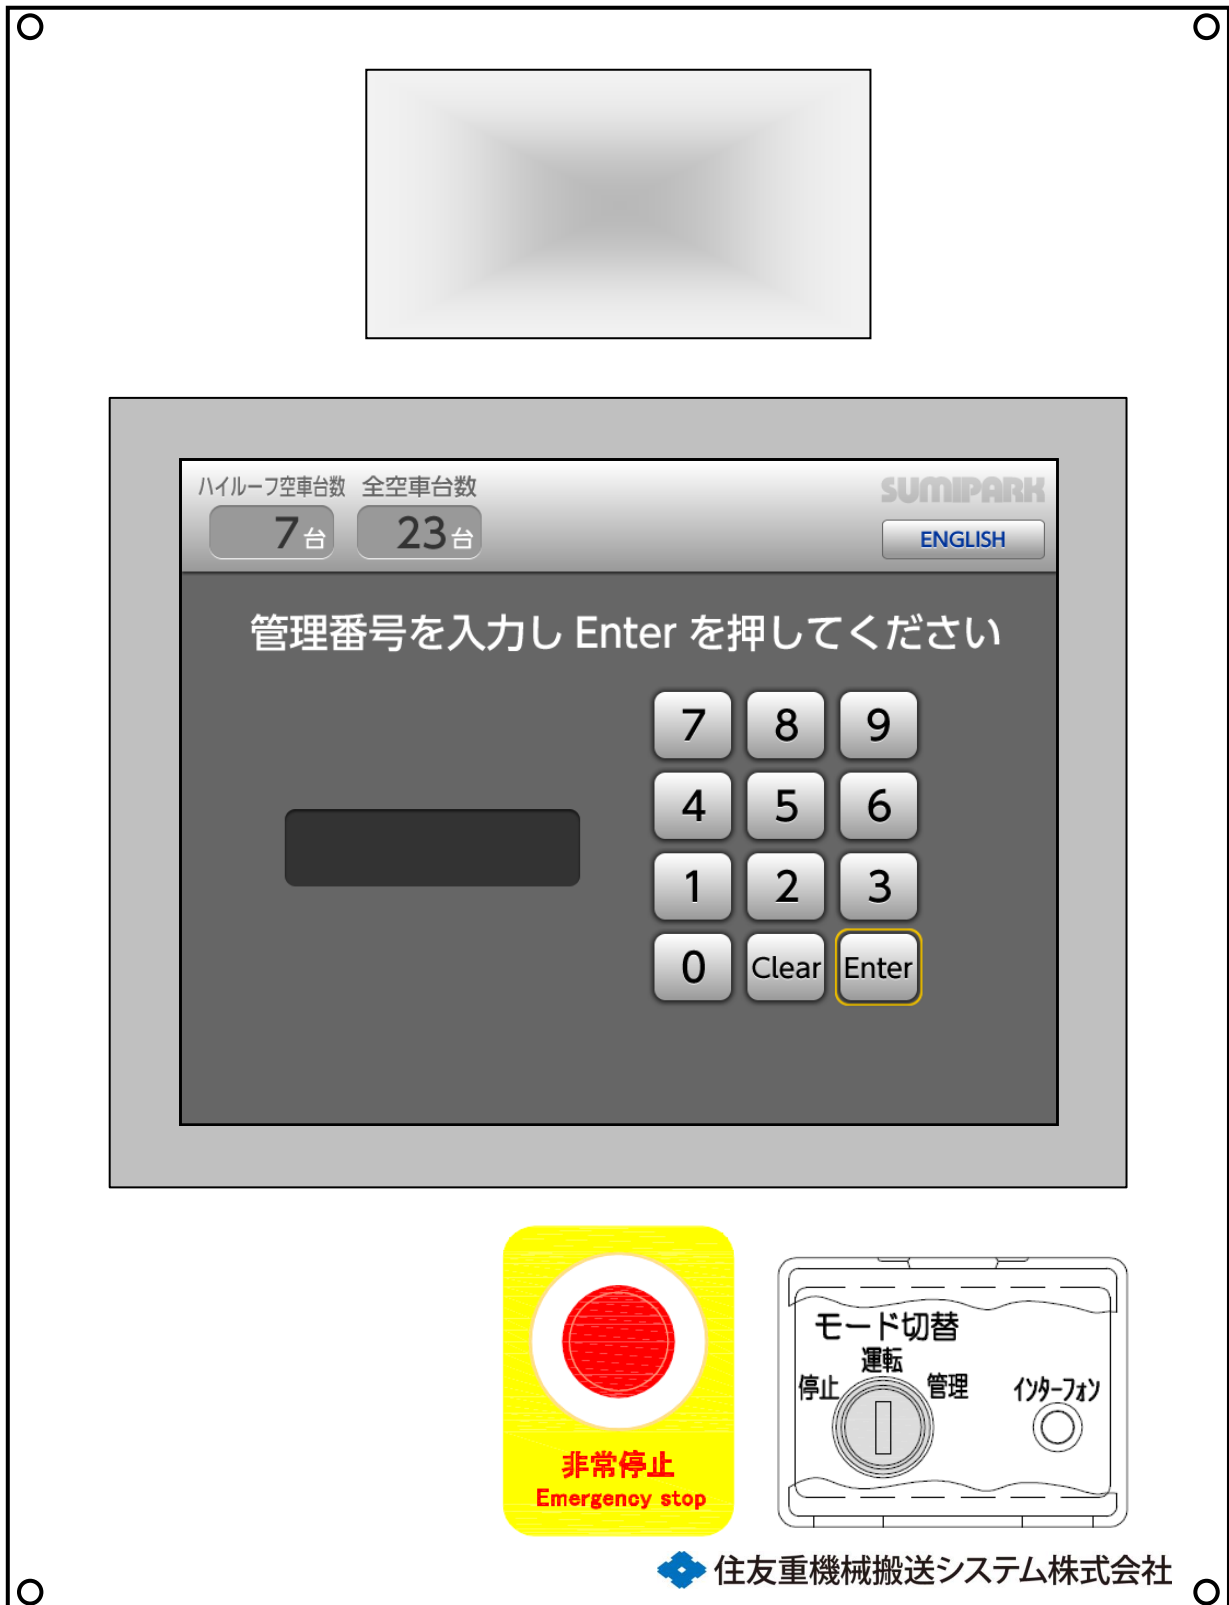 ハイルーフ空車台数 全空車台数 SUMIPARK
7台 23台 ENGLISH
管理番号を入力し Enter を押してください
7 8 9
4 5 6
1 2 3
0 Clear Enter
非常停止
Emergency stop
モード切替
運転
停止 管理 インターフォン
住友重機械搬送システム株式会社